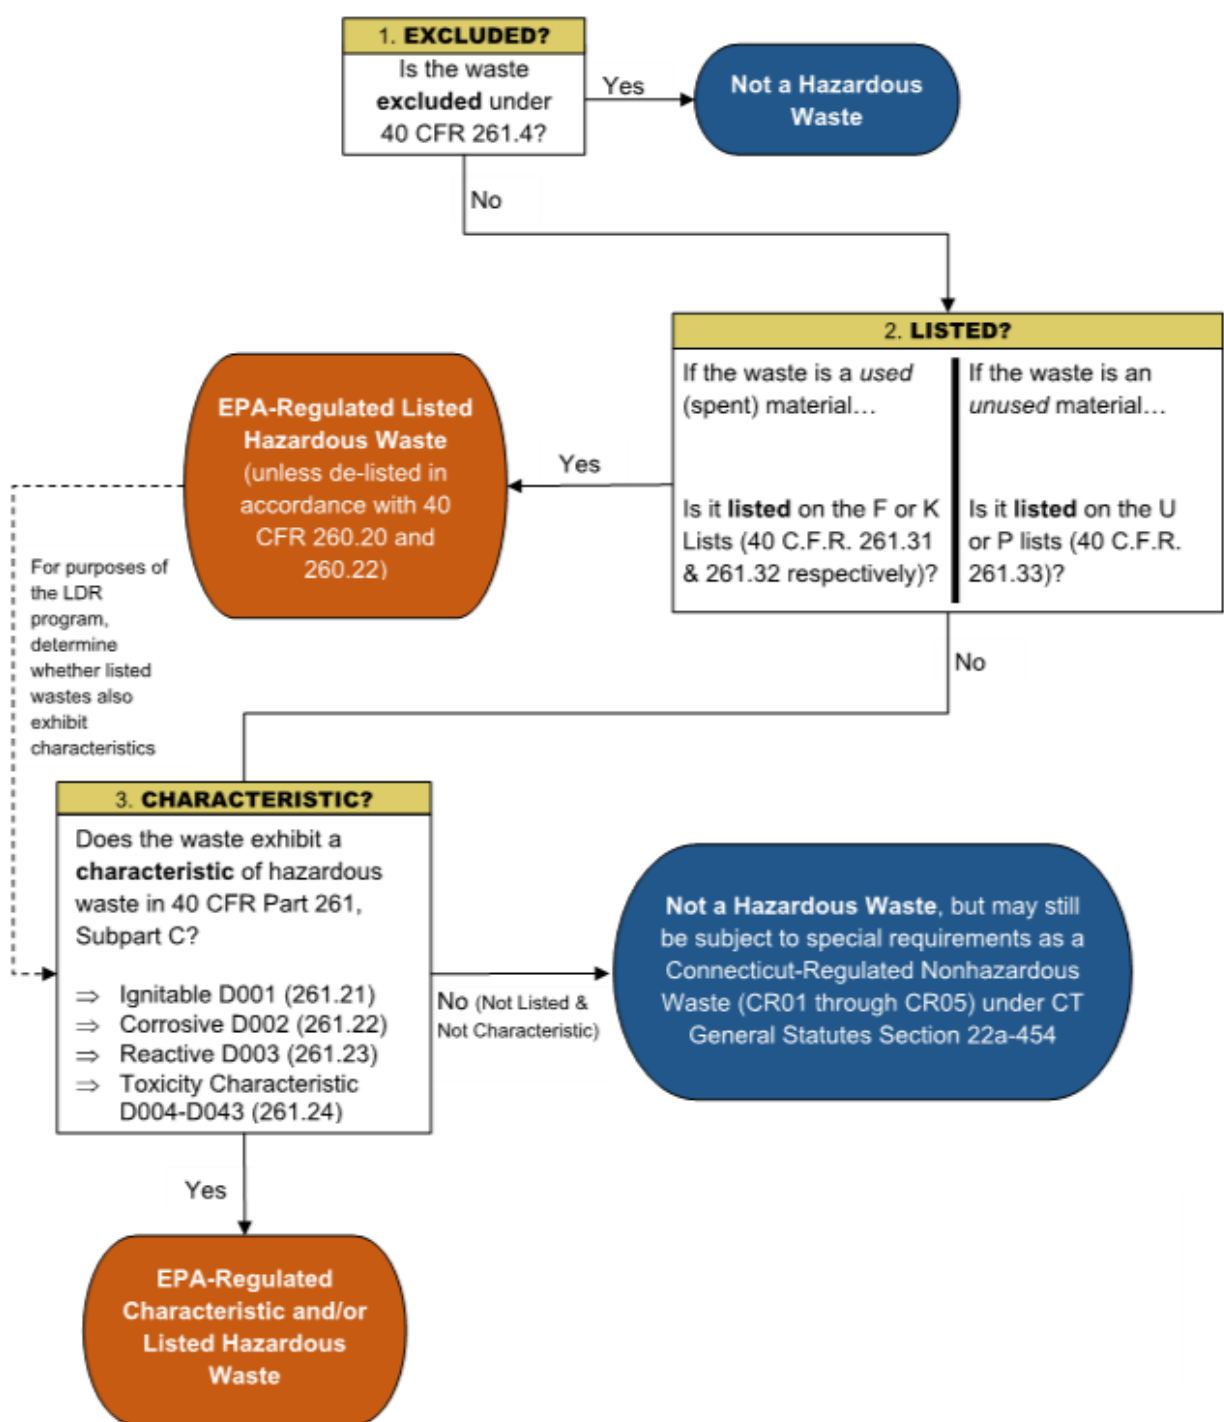 1. EXCLUDED?
Is the waste
excluded under
40 CFR 261.4?
Yes
Not a Hazardous
Waste
No
2. LISTED?
If the waste is a used
(spent) material…
Is it listed on the F or K
Lists (40 C.F.R. 261.31
& 261.32 respectively)?
If the waste is an
unused material…
Is it listed on the U
or P lists (40 C.F.R.
261.33)?
Yes
EPA-Regulated Listed
Hazardous Waste
(unless de-listed in
accordance with 40
CFR 260.20 and
260.22)
For purposes of
the LDR
program,
determine
whether listed
wastes also
exhibit
characteristics
No
3. CHARACTERISTIC?
Does the waste exhibit a
characteristic of hazardous
waste in 40 CFR Part 261,
Subpart C?
⇒ Ignitable D001 (261.21)
⇒ Corrosive D002 (261.22)
⇒ Reactive D003 (261.23)
⇒ Toxicity Characteristic
D004-D043 (261.24)
No (Not Listed &
Not Characteristic)
Not a Hazardous Waste, but may still
be subject to special requirements as a
Connecticut-Regulated Nonhazardous
Waste (CR01 through CR05) under CT
General Statutes Section 22a-454
Yes
EPA-Regulated
Characteristic and/or
Listed Hazardous
Waste